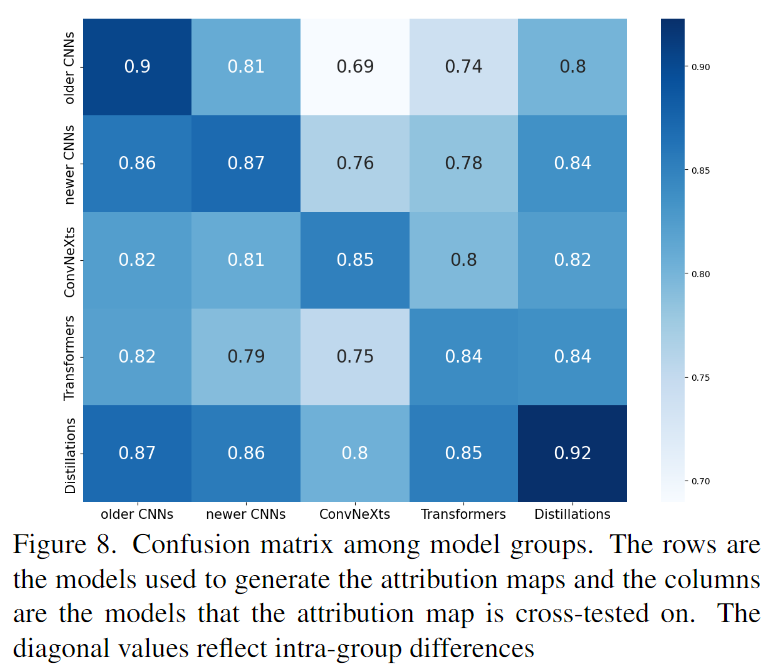 older CNNs
0.9 0.81 0.69 0.74 0.8
newer CNNs
0.86 0.87 0.76 0.78 0.84
ConvNeXts
0.82 0.81 0.85 0.8 0.82
Transformers
0.82 0.79 0.75 0.84 0.84
Distillations
0.87 0.86 0.8 0.85 0.92
older CNNs newer CNNs ConvNeXts Transformers Distillations
0.90
0.85
0.80
0.75
0.70
Figure 8. Confusion matrix among model groups. The rows are
the models used to generate the attribution maps and the columns
are the models that the attribution map is cross-tested on. The
diagonal values reflect intra-group differences